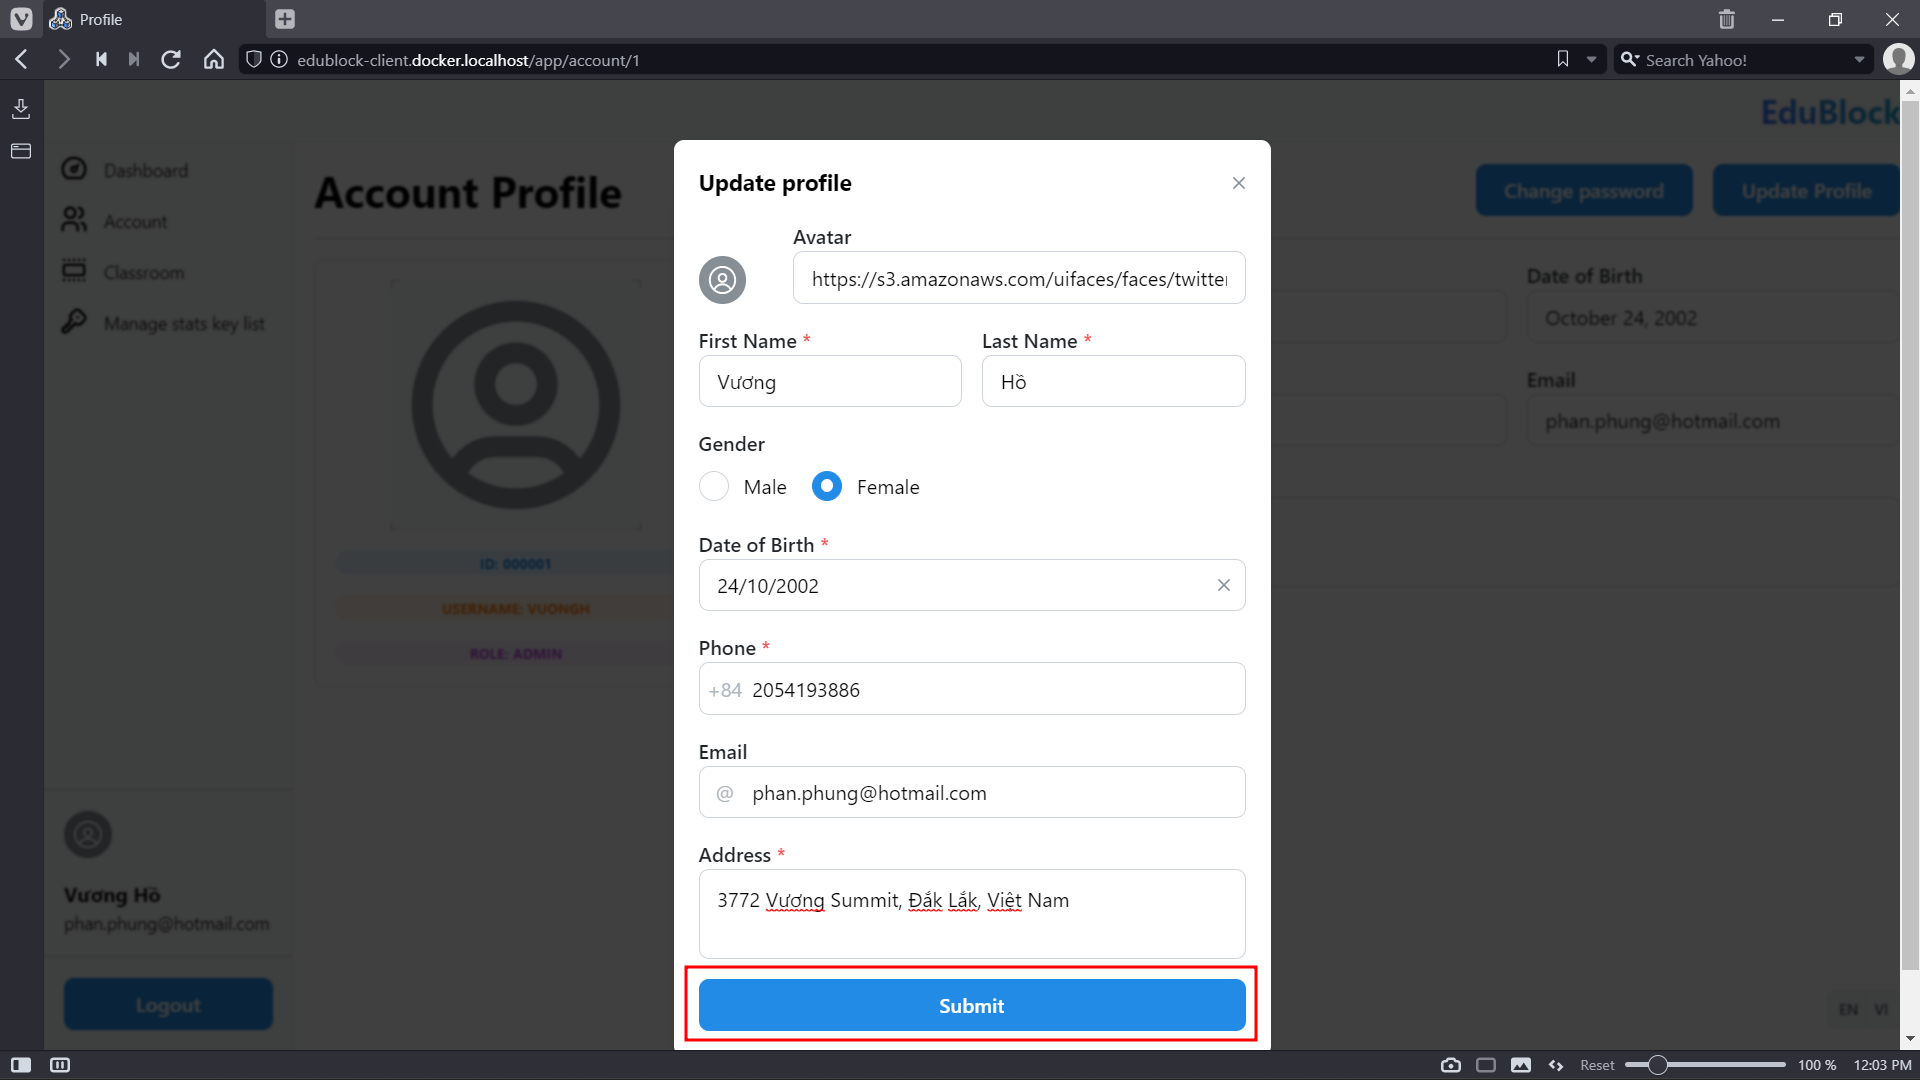 Profile
edublock-client.docker.localhost/app/account/1
Search Yahoo!
EduBlock
Dashboard
Account
Classroom
Manage stats key list
Account Profile
Change password
Update Profile
ID: 000001
USERNAME: VUONGH
ROLE: ADMIN
Date of Birth
October 24, 2002
Email
phan.phung@hotmail.com
Update profile
Avatar
https://s3.amazonaws.com/uifaces/faces/twitter
First Name *
Last Name *
Vương
Hồ
Gender
Male
Female
Date of Birth *
24/10/2002
Phone *
+84 2054193886
Email
@ phan.phung@hotmail.com
Address *
3772 Vương Summit, Đắk Lắk, Việt Nam
Submit
Vương Hồ
phan.phung@hotmail.com
Logout
EN VI
Reset
100 %
12:03 PM